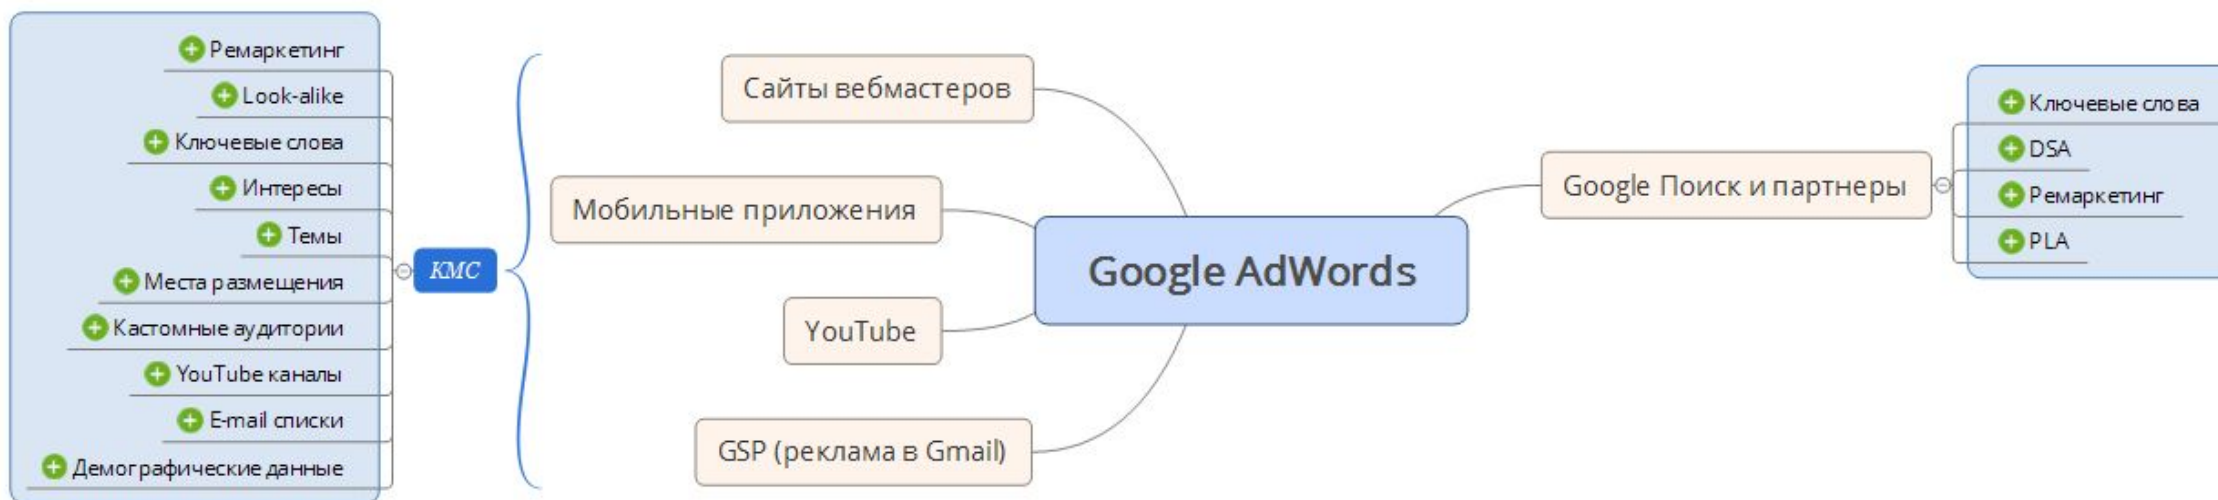 Ремаркетинг
Look-alike
Ключевые слова
Интересы
Темы
Места размещения
Кастомные аудитории
YouTube каналы
E-mail списки
Демографические данные
КМС
Сайты вебмастеров
Мобильные приложения
YouTube
GSP (реклама в Gmail)
Google AdWords
Google Поиск и партнеры
Ключевые слова
DSA
Ремаркетинг
PLA